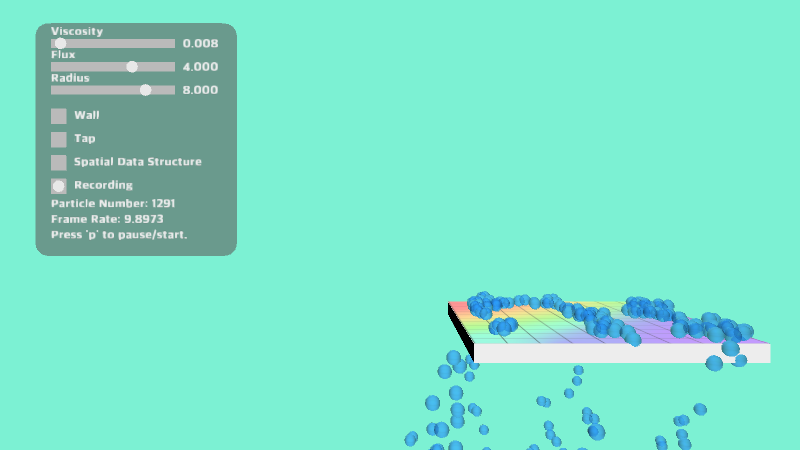 Viscosity
0.008
Flux
4.000
Radius
8.000
Wall
Tap
Spatial Data Structure
Recording
Particle Number: 1291
Frame Rate: 9.8973
Press `p` to pause/start.